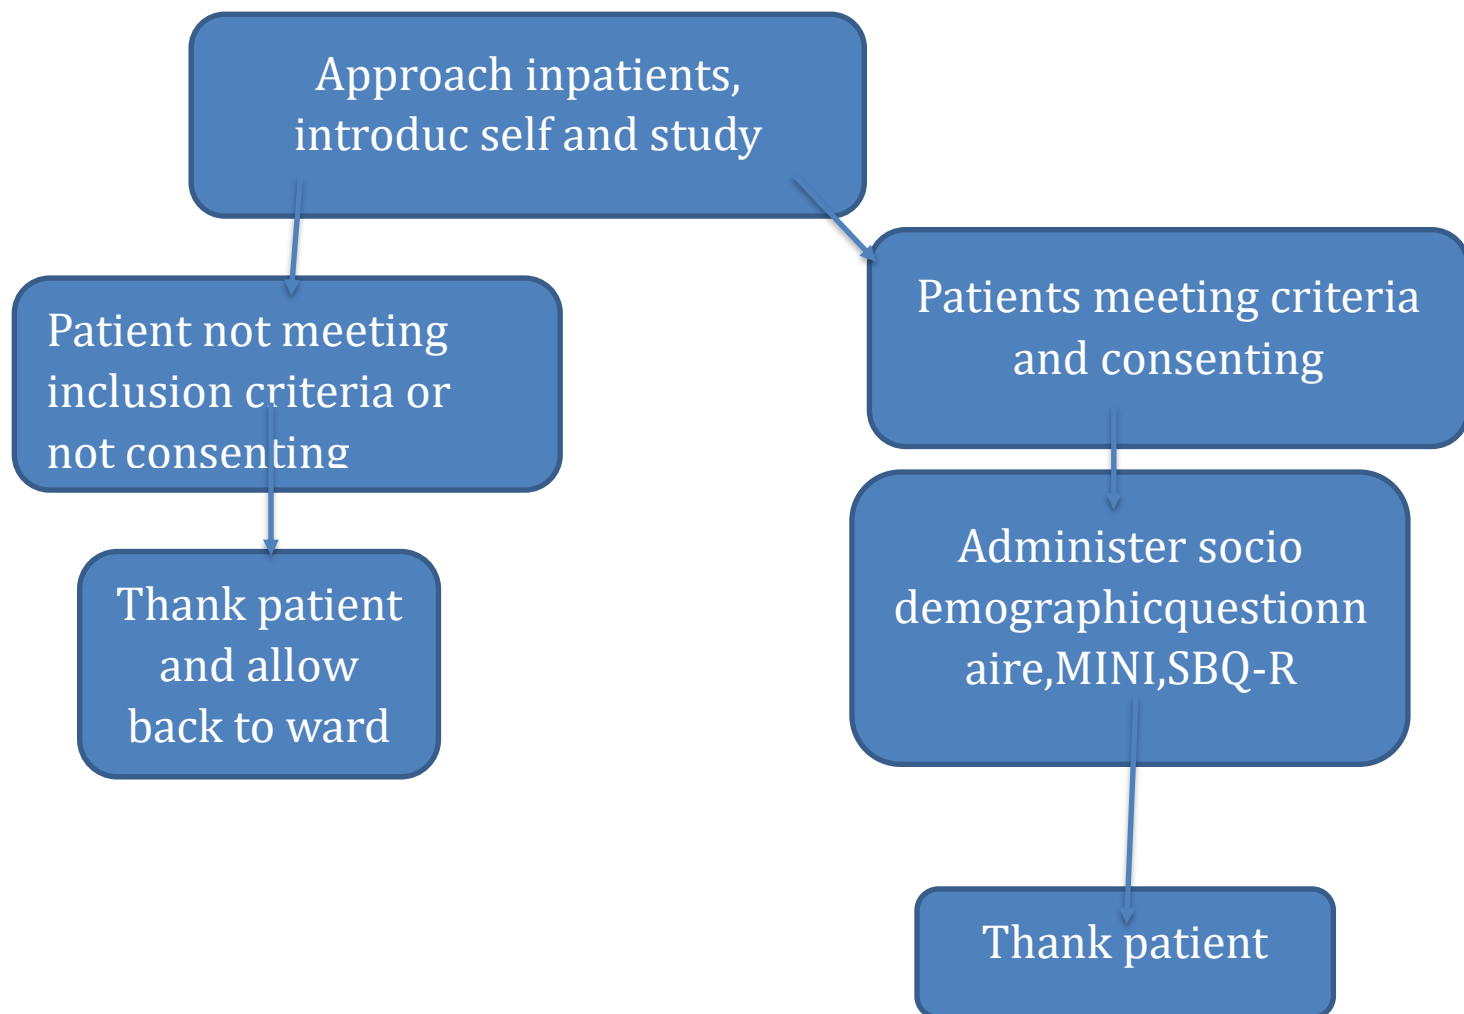 Approach inpatients,
introduc self and study
Patient not meeting
inclusion criteria or
not consenting
Thank patient
and allow
back to ward
Patients meeting criteria
and consenting
Administer socio
demographicquestionn
aire,MINI,SBQ-R
Thank patient